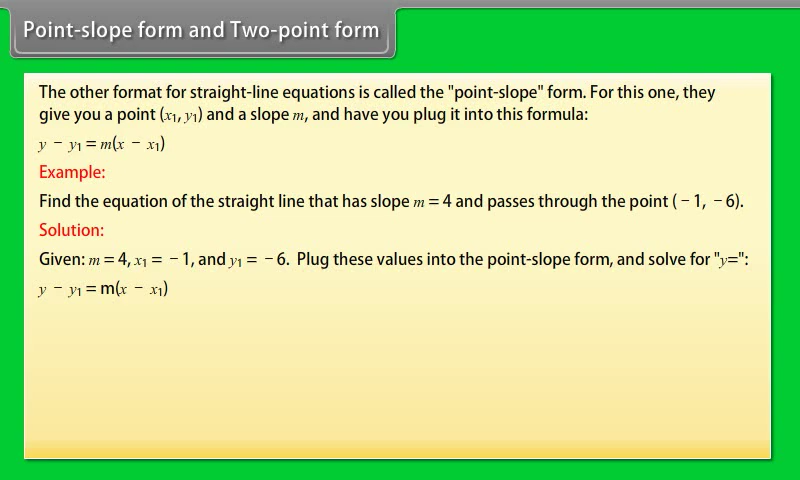 Point-slope form and Two-point form
The other format for straight-line equations is called the "point-slope" form. For this one, they
give you a point (x₁, y₁) and a slope m, and have you plug it into this formula:
y − y₁ = m(x − x₁)
Example:
Find the equation of the straight line that has slope m = 4 and passes through the point (−1, −6).
Solution:
Given: m = 4, x₁ = −1, and y₁ = −6. Plug these values into the point-slope form, and solve for "y=":
y − y₁ = m(x − x₁)